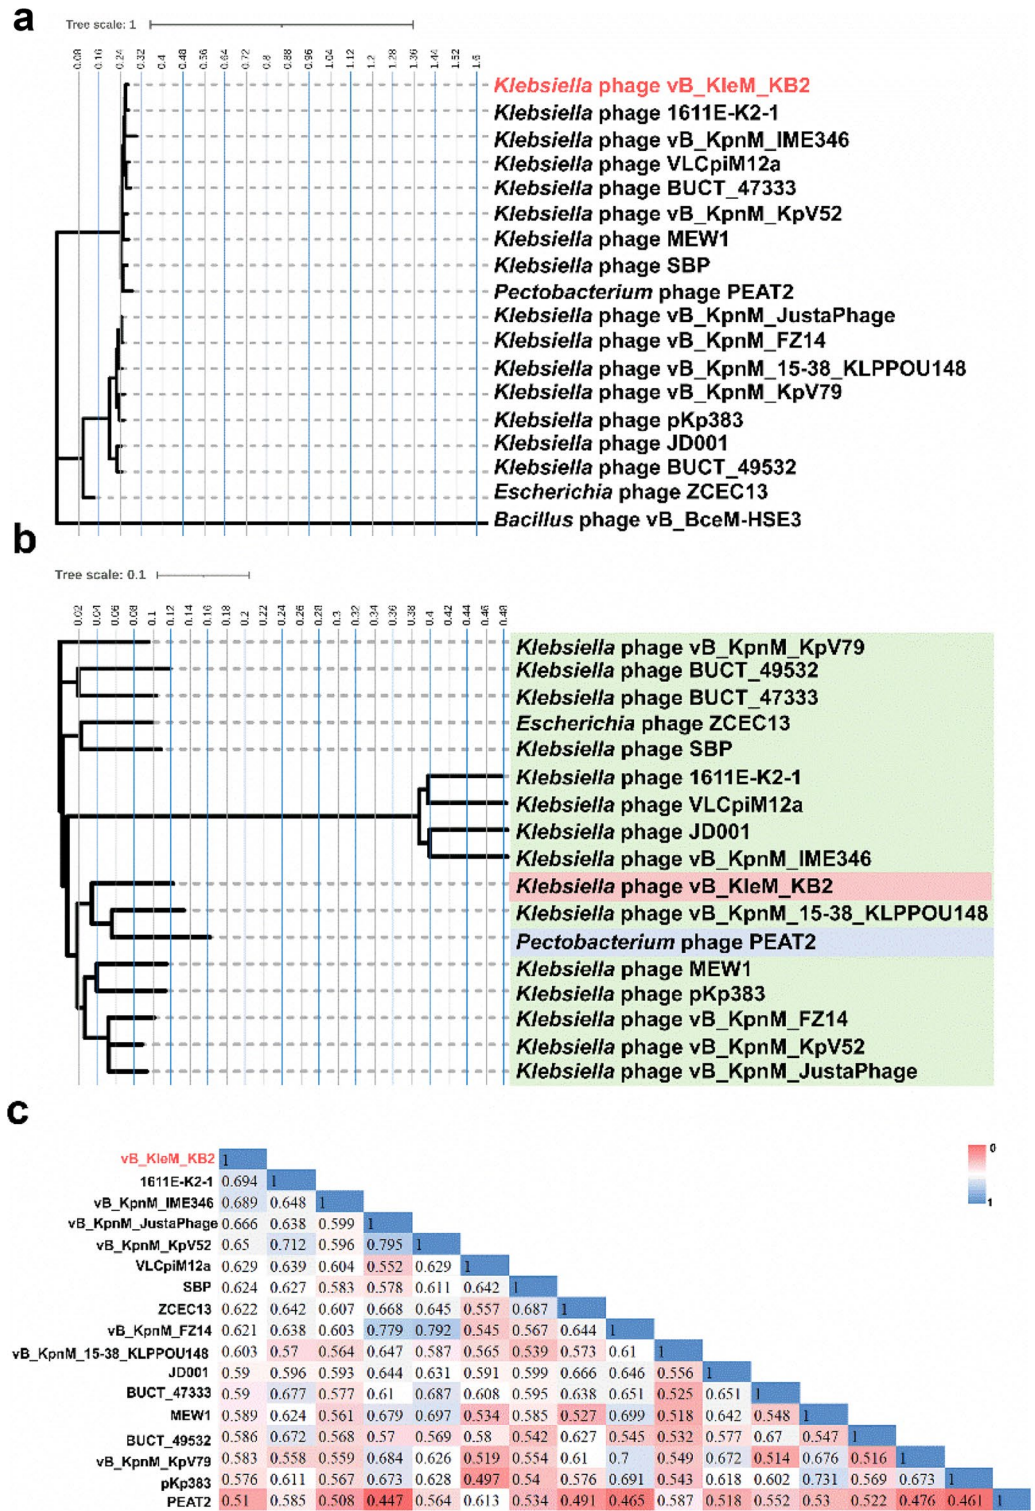 a
Tree scale: 1
0.08 0.16 0.24 0.32 0.4 0.48 0.56 0.64 0.72 0.8 0.88 0.96 1.04 1.12 1.2 1.28 1.36 1.44 1.52 1.6
Klebsiella phage vB_KleM_KB2
Klebsiella phage 1611E-K2-1
Klebsiella phage vB_KpnM_IME346
Klebsiella phage VLCpiM12a
Klebsiella phage BUCT_47333
Klebsiella phage vB_KpnM_KpV52
Klebsiella phage MEW1
Klebsiella phage SBP
Pectobacterium phage PEAT2
Klebsiella phage vB_KpnM_JustaPhage
Klebsiella phage vB_KpnM_FZ14
Klebsiella phage vB_KpnM_15-38_KLPPOU148
Klebsiella phage vB_KpnM_KpV79
Klebsiella phage pKp383
Klebsiella phage JD001
Klebsiella phage BUCT_49532
Escherichia phage ZCEC13
Bacillus phage vB_BceM-HSE3
b
Tree scale: 0.1
0.02 0.04 0.06 0.08 0.1 0.12 0.14 0.16 0.18 0.2 0.22 0.24 0.26 0.28 0.3 0.32 0.34 0.36 0.38 0.4 0.42 0.44 0.46 0.48
Klebsiella phage vB_KpnM_KpV79
Klebsiella phage BUCT_49532
Klebsiella phage BUCT_47333
Escherichia phage ZCEC13
Klebsiella phage SBP
Klebsiella phage 1611E-K2-1
Klebsiella phage VLCpiM12a
Klebsiella phage JD001
Klebsiella phage vB_KpnM_IME346
Klebsiella phage vB_KleM_KB2
Klebsiella phage vB_KpnM_15-38_KLPPOU148
Pectobacterium phage PEAT2
Klebsiella phage MEW1
Klebsiella phage pKp383
Klebsiella phage vB_KpnM_FZ14
Klebsiella phage vB_KpnM_KpV52
Klebsiella phage vB_KpnM_JustaPhage
c
0
1
vB_KleM_KB2 1
1611E-K2-1 0.694 1
vB_KpnM_IME346 0.689 0.648 1
vB_KpnM_JustaPhage 0.666 0.638 0.599 1
vB_KpnM_KpV52 0.65 0.712 0.596 0.795 1
VLCpiM12a 0.629 0.639 0.604 0.552 0.629 1
SBP 0.624 0.627 0.583 0.578 0.611 0.642 1
ZCEC13 0.622 0.642 0.607 0.668 0.645 0.557 0.687 1
vB_KpnM_FZ14 0.621 0.638 0.603 0.779 0.792 0.545 0.567 0.644 1
vB_KpnM_15-38_KLPPOU148 0.603 0.57 0.564 0.647 0.587 0.565 0.539 0.573 0.61 1
JD001 0.59 0.596 0.593 0.644 0.631 0.591 0.599 0.666 0.646 0.556 1
BUCT_47333 0.59 0.677 0.577 0.61 0.687 0.608 0.595 0.638 0.651 0.525 0.651 1
MEW1 0.589 0.624 0.561 0.679 0.697 0.534 0.585 0.527 0.699 0.518 0.642 0.548 1
BUCT_49532 0.586 0.672 0.568 0.57 0.569 0.58 0.542 0.627 0.545 0.532 0.577 0.67 0.547 1
vB_KpnM_KpV79 0.583 0.558 0.559 0.684 0.626 0.519 0.554 0.61 0.7 0.549 0.672 0.514 0.676 0.516 1
pKp383 0.576 0.611 0.567 0.673 0.628 0.497 0.54 0.576 0.691 0.543 0.618 0.602 0.731 0.569 0.673 1
PEAT2 0.51 0.585 0.508 0.447 0.564 0.613 0.534 0.491 0.465 0.587 0.518 0.552 0.53 0.522 0.476 0.461 1